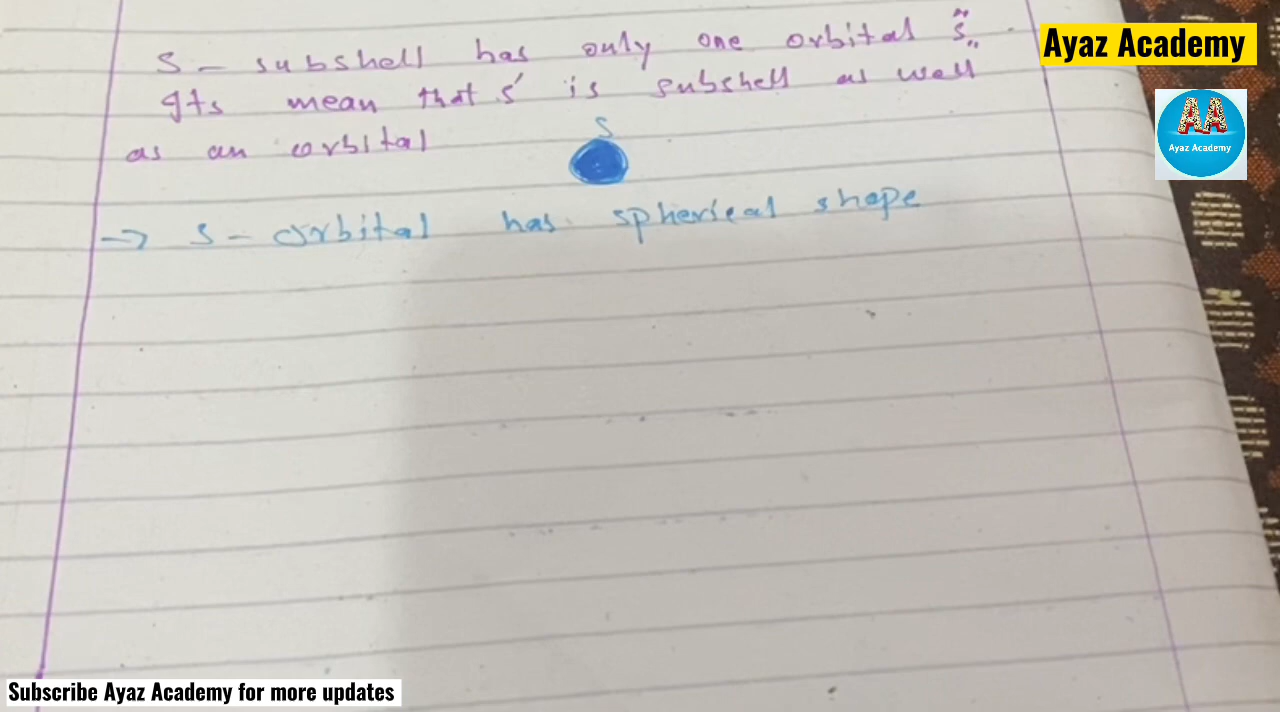 S - subshell has only one orbital "s"
Its mean that s' is subshell as well
as an orbital
S
→ s - orbital has spherical shape
Ayaz Academy
AA
Ayaz Academy
Subscribe Ayaz Academy for more updates